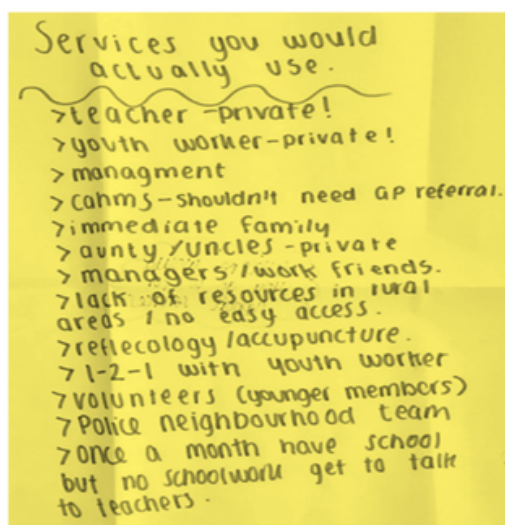 Services you would
actually use.
>teacher -private!
>youth worker-private!
>managment
>cahms-shouldn't need GP referral.
>immediate family
>aunty/uncles-private
>managers/work friends.
>lack of resources in rural
areas / no easy access.
>reflecology/accupuncture.
>1-2-1 with youth worker
>volunteers (younger members)
>Police neighbourhood team
>once a month have school
but no schoolwork get to talk
to teachers.